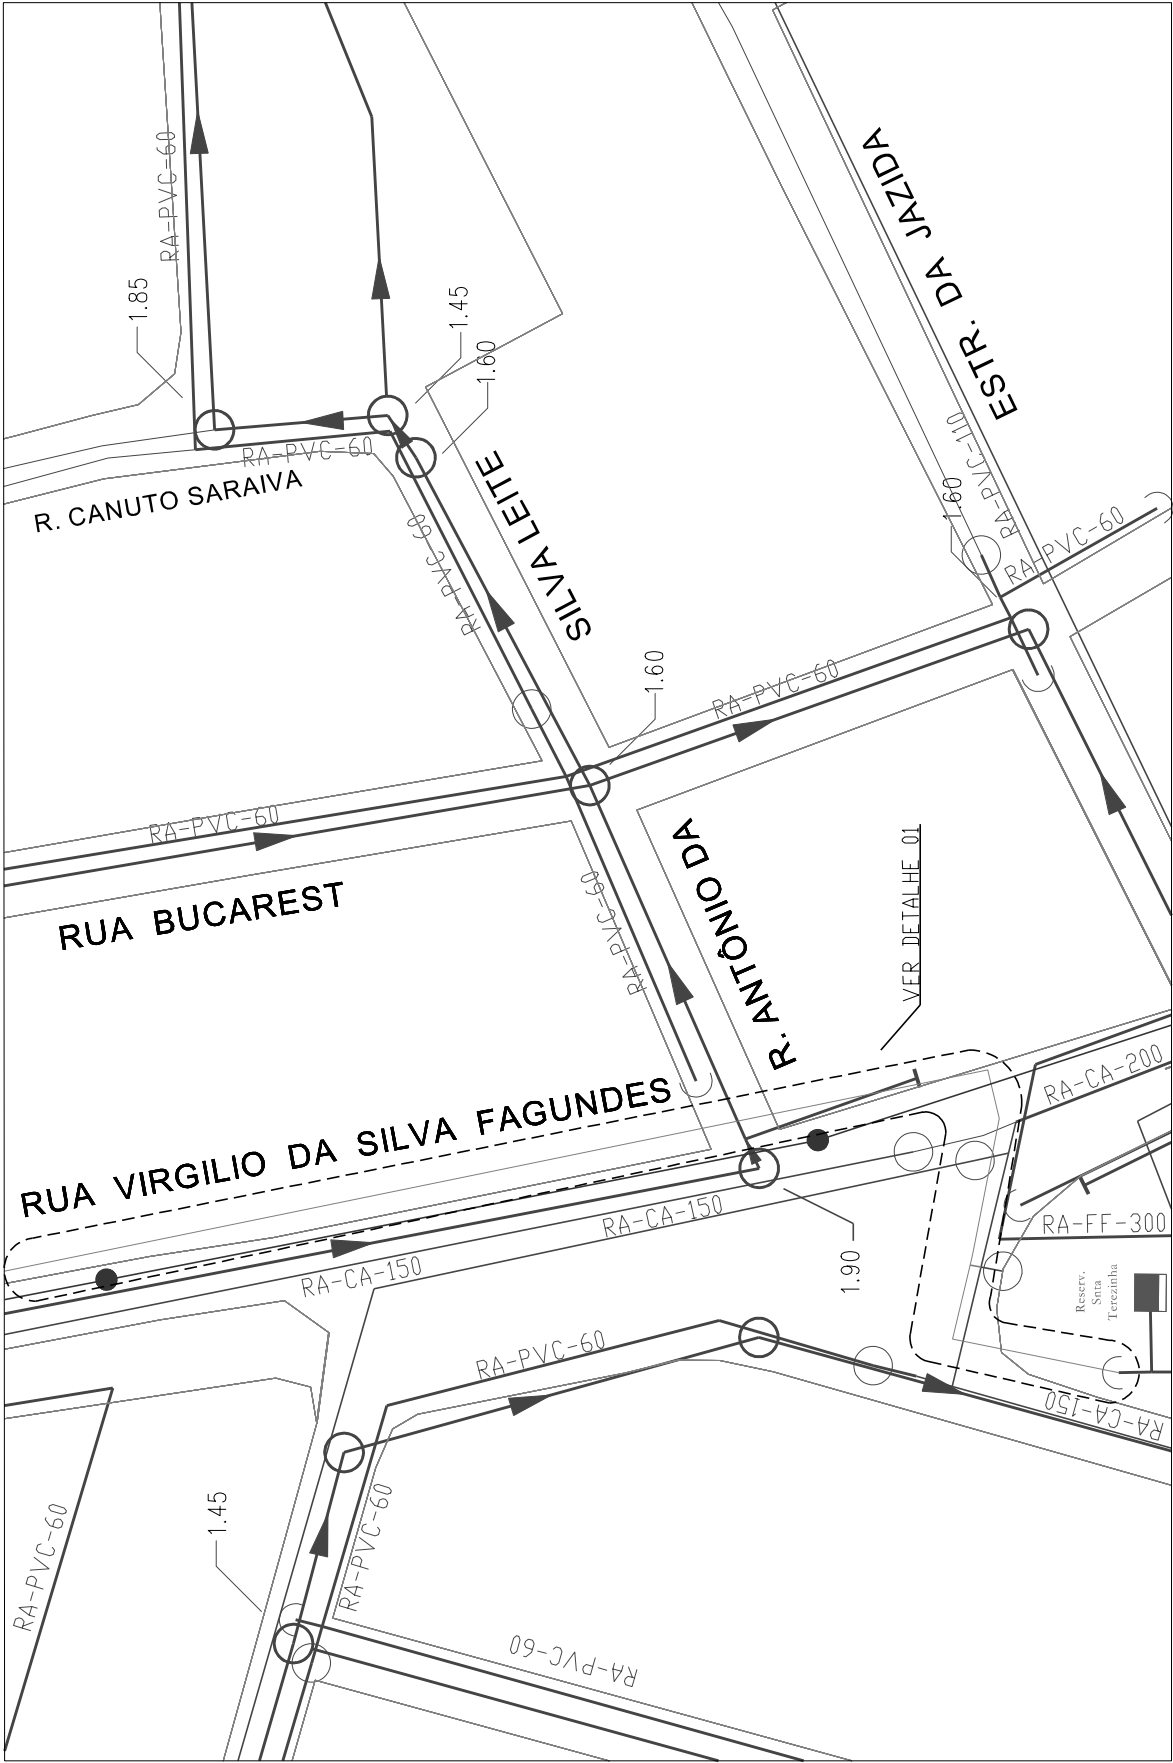 RA-PVC-60
1.85
1.45
1.60
RA-PVC-60
R. CANUTO SARAIVA
ESTR. DA JAZIDA
RA-PVC-110
1.60
RA-PVC-60
SILVA LEITE
RA-PVC-60
1.60
RA-PVC-60
RA-PVC-60
RUA BUCAREST
RA-PVC-60
R. ANTÔNIO DA
VER DETALHE 01
RUA VIRGILIO DA SILVA FAGUNDES
RA-CA-200
RA-CA-150
RA-FF-300
RA-CA-150
1.90
Reserv.
Snta
Terezinha
RA-PVC-60
RA-CA-150
1.45
RA-PVC-60
RA-PVC-60
RA-PVC-60